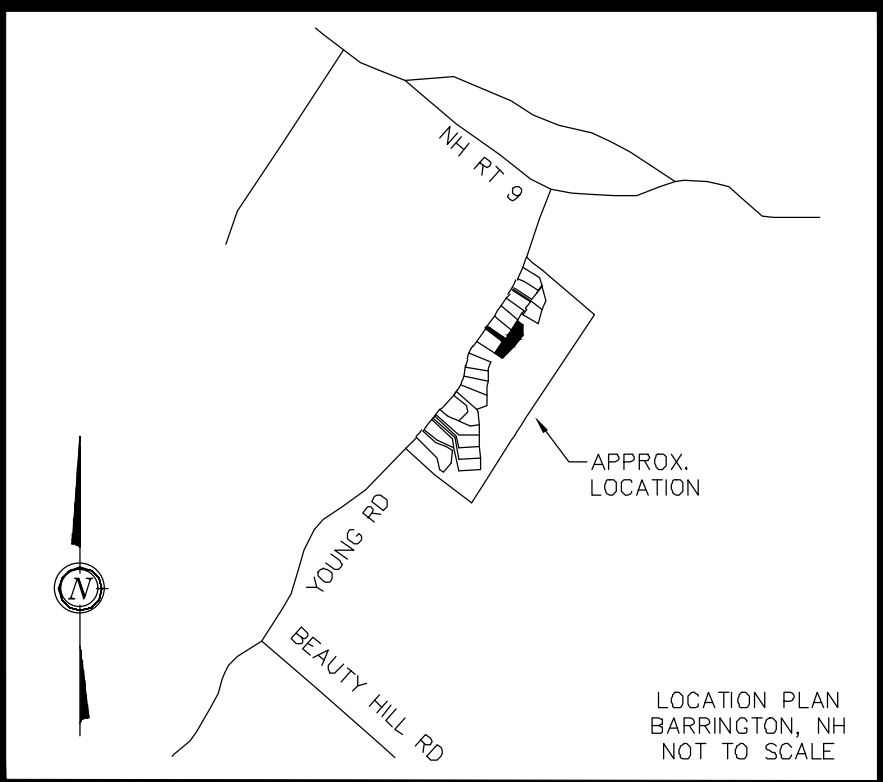 NH RT 9
APPROX.
LOCATION
YOUNG RD
N
BEAUTY HILL RD
LOCATION PLAN
BARRINGTON, NH
NOT TO SCALE